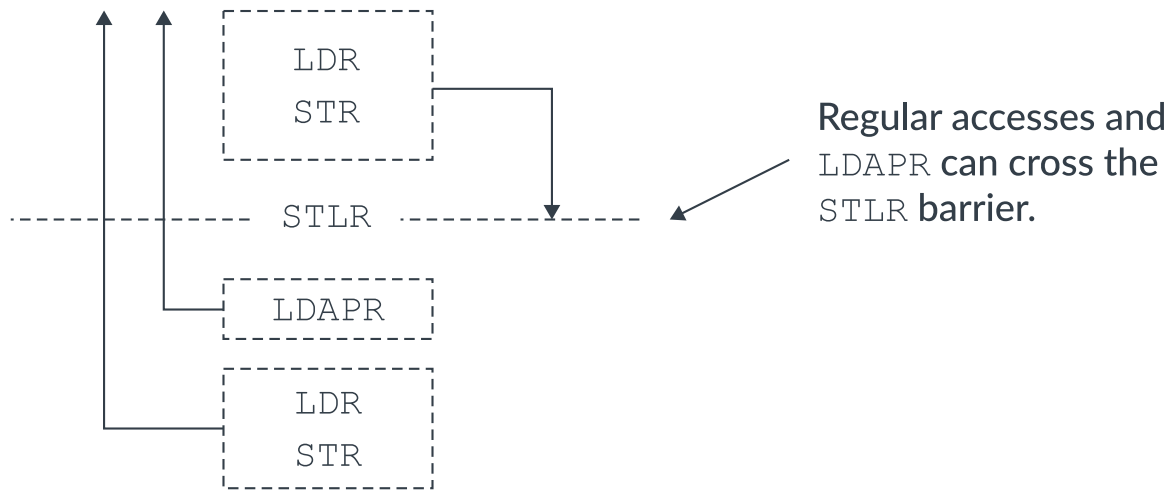 LDR
STR
STLR
LDAPR
LDR
STR
Regular accesses and
LDAPR can cross the
STLR barrier.